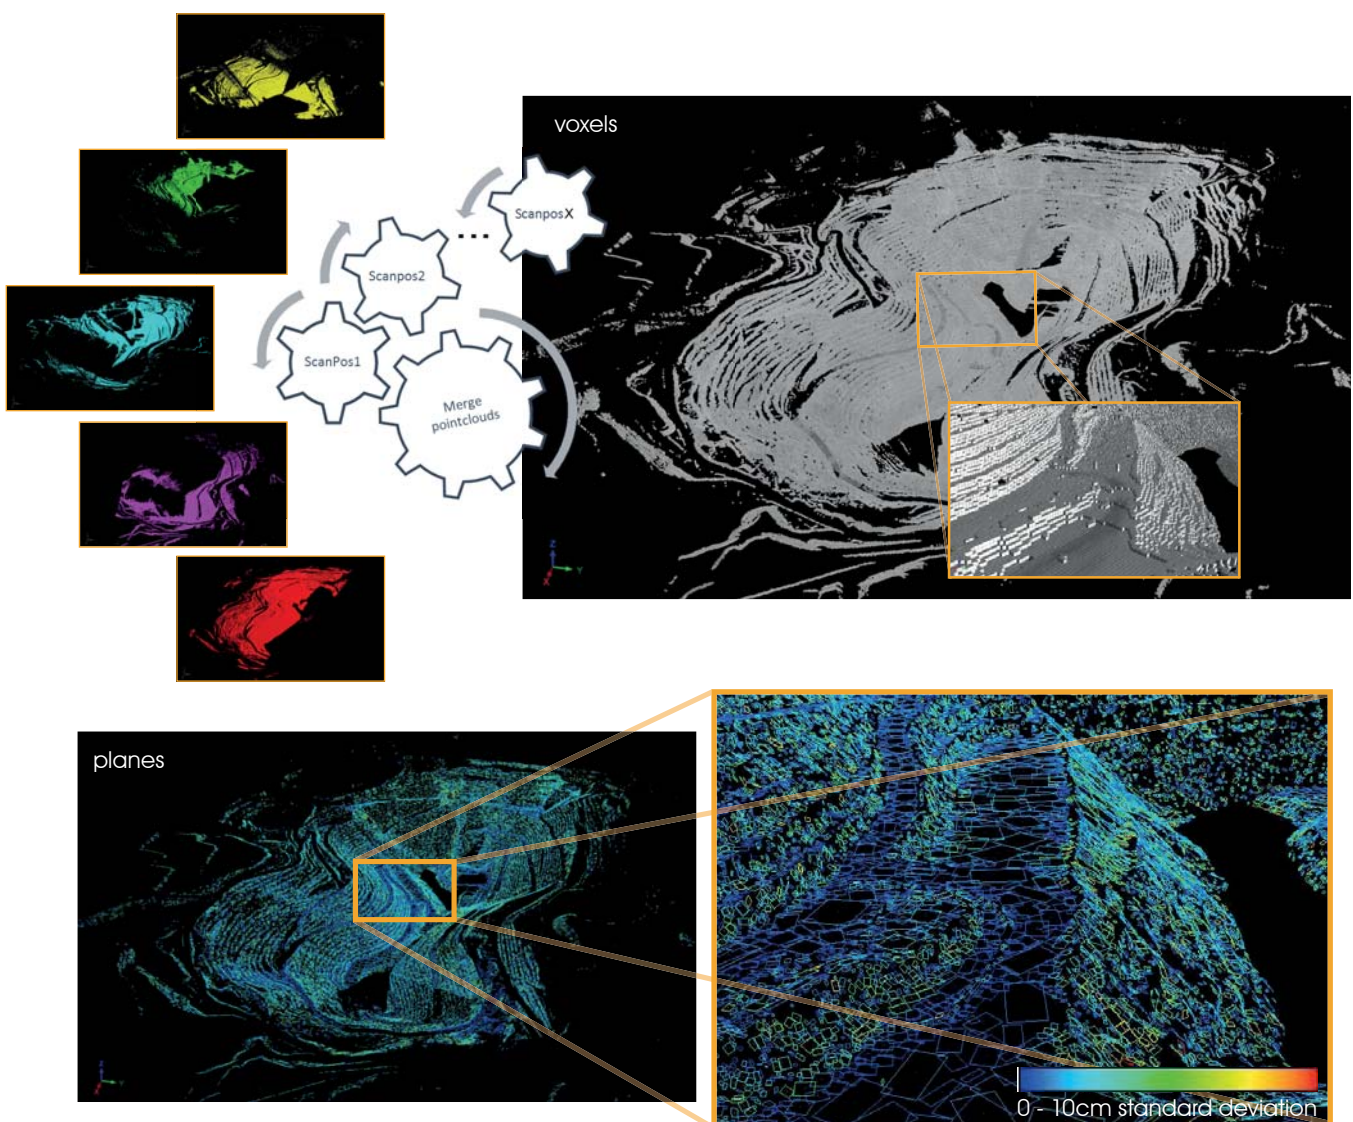 voxels
ScanposX
...
Scanpos2
ScanPos1
Merge
pointclouds
Z
Y
X
planes
0 - 10cm standard deviation